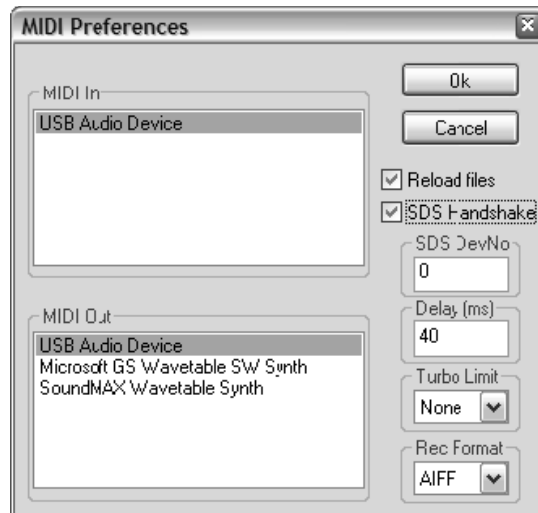 MIDI Preferences
MIDI In
USB Audio Device
MIDI Out
USB Audio Device
Microsoft GS Wavetable SW Synth
SoundMAX Wavetable Synth
Ok
Cancel
Reload files
SDS Handshake
SDS DevNo
0
Delay (ms)
40
Turbo Limit
None
Rec Format
AIFF